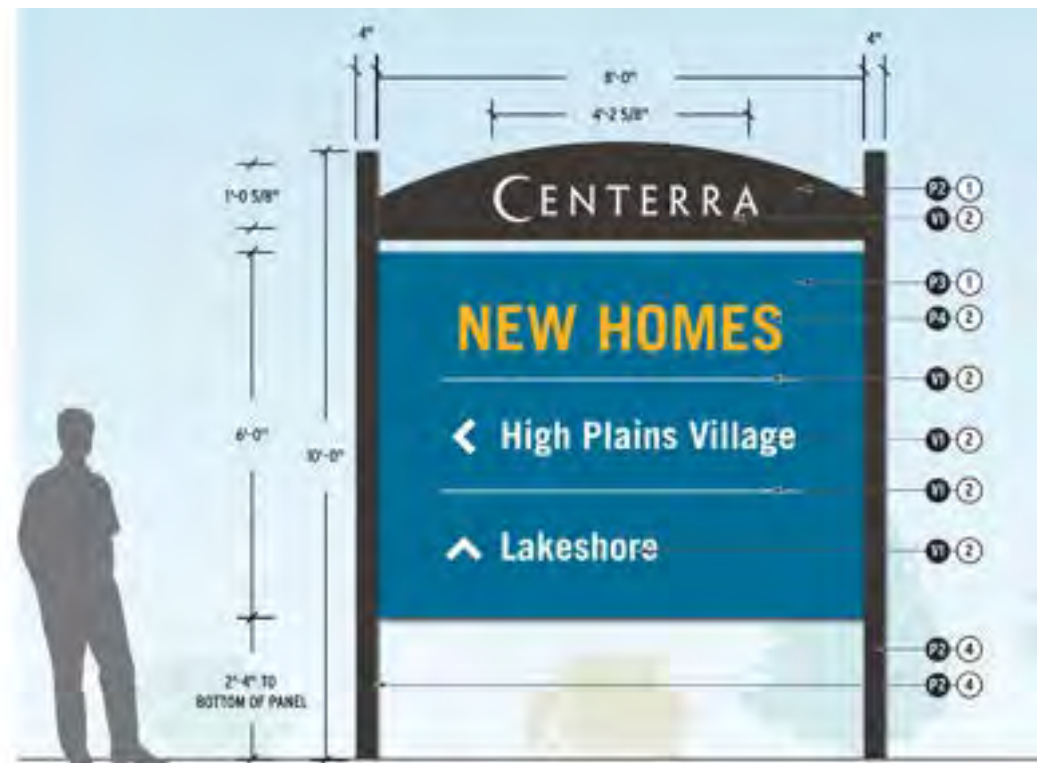 4" 4"
8'-0"
4'-2 5/8"
1'-0 5/8"
CENTERRA
P2 1
V1 2
P3 1
NEW HOMES
P4 2
V1 2
6'-0"
10'-0"
High Plains Village
V1 2
V1 2
Lakeshore
V1 2
P2 4
2'-4" TO
BOTTOM OF PANEL
P2 4